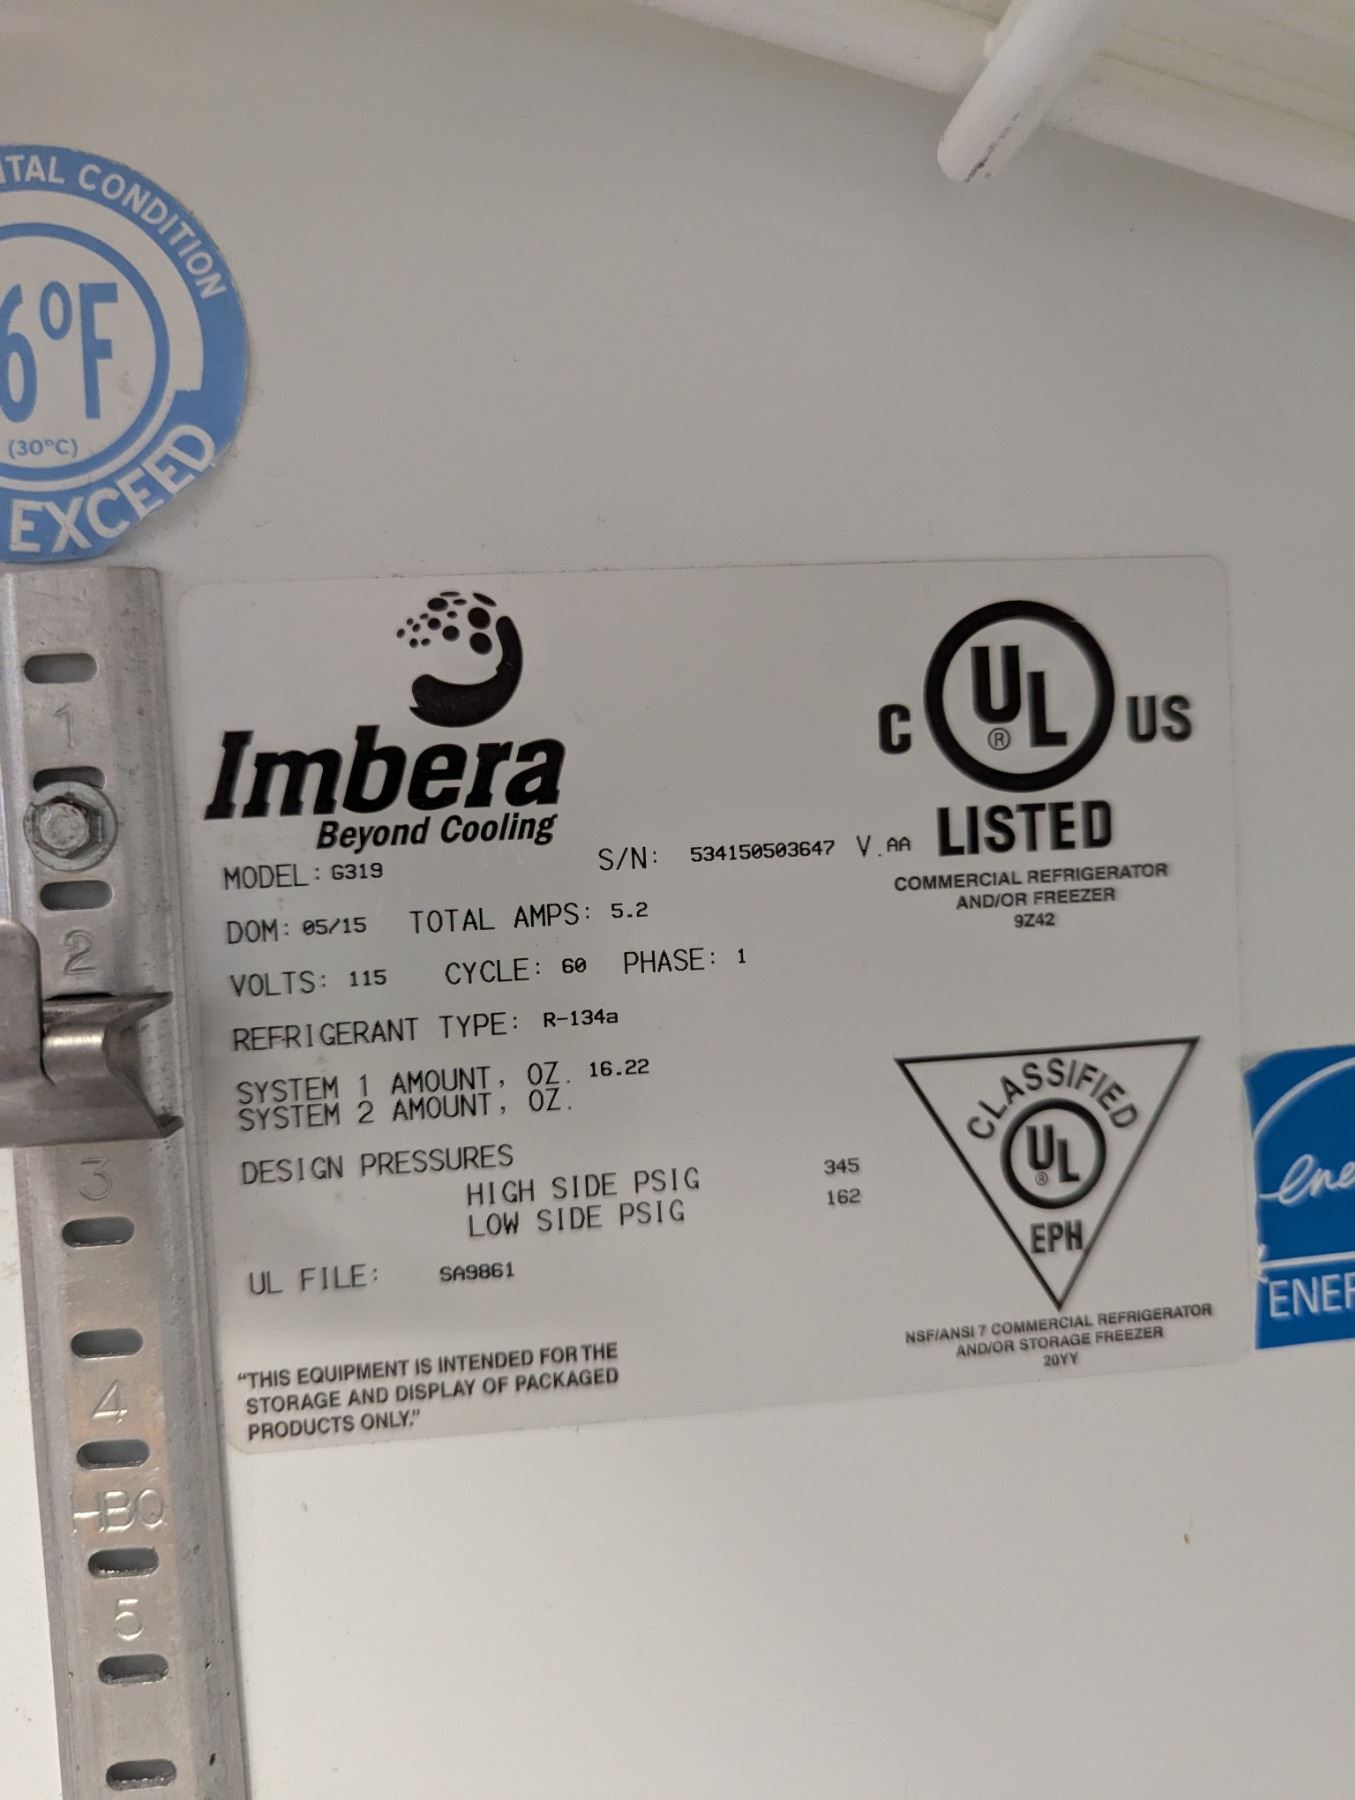 TAL CONDITION
6°F
(30°C)
EXCEED
Imbera
Beyond Cooling
MODEL: G319
S/N: 534150503647 V.AA
DOM: 05/15 TOTAL AMPS: 5.2
VOLTS: 115 CYCLE: 60 PHASE: 1
REFRIGERANT TYPE: R-134a
SYSTEM 1 AMOUNT, OZ. 16.22
SYSTEM 2 AMOUNT, OZ.
DESIGN PRESSURES
HIGH SIDE PSIG 345
LOW SIDE PSIG 162
UL FILE: SA9861
"THIS EQUIPMENT IS INTENDED FOR THE
STORAGE AND DISPLAY OF PACKAGED
PRODUCTS ONLY."
C UL ® US
LISTED
COMMERCIAL REFRIGERATOR
AND/OR FREEZER
9Z42
CLASSIFIED
UL ®
EPH
NSF/ANSI 7 COMMERCIAL REFRIGERATOR
AND/OR STORAGE FREEZER
20YY
ene
ENER
1
2
3
4
HBQ
5